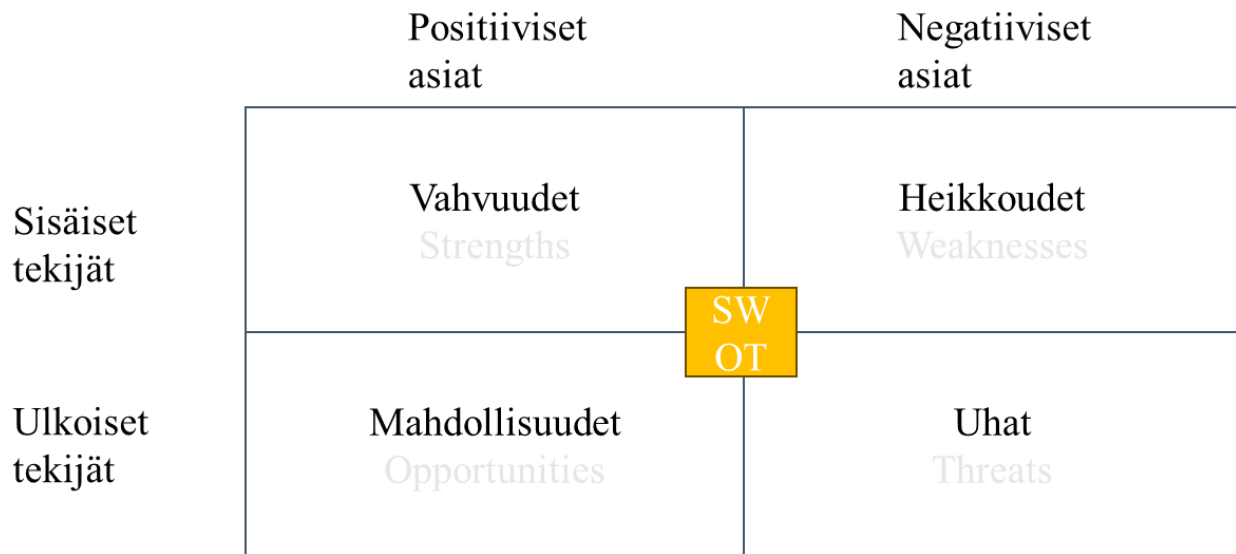 Positiiviset
asiat
Negatiiviset
asiat
Sisäiset
tekijät
Vahvuudet
Strengths
Heikkoudet
Weaknesses
SW
OT
Ulkoiset
tekijät
Mahdollisuudet
Opportunities
Uhat
Threats